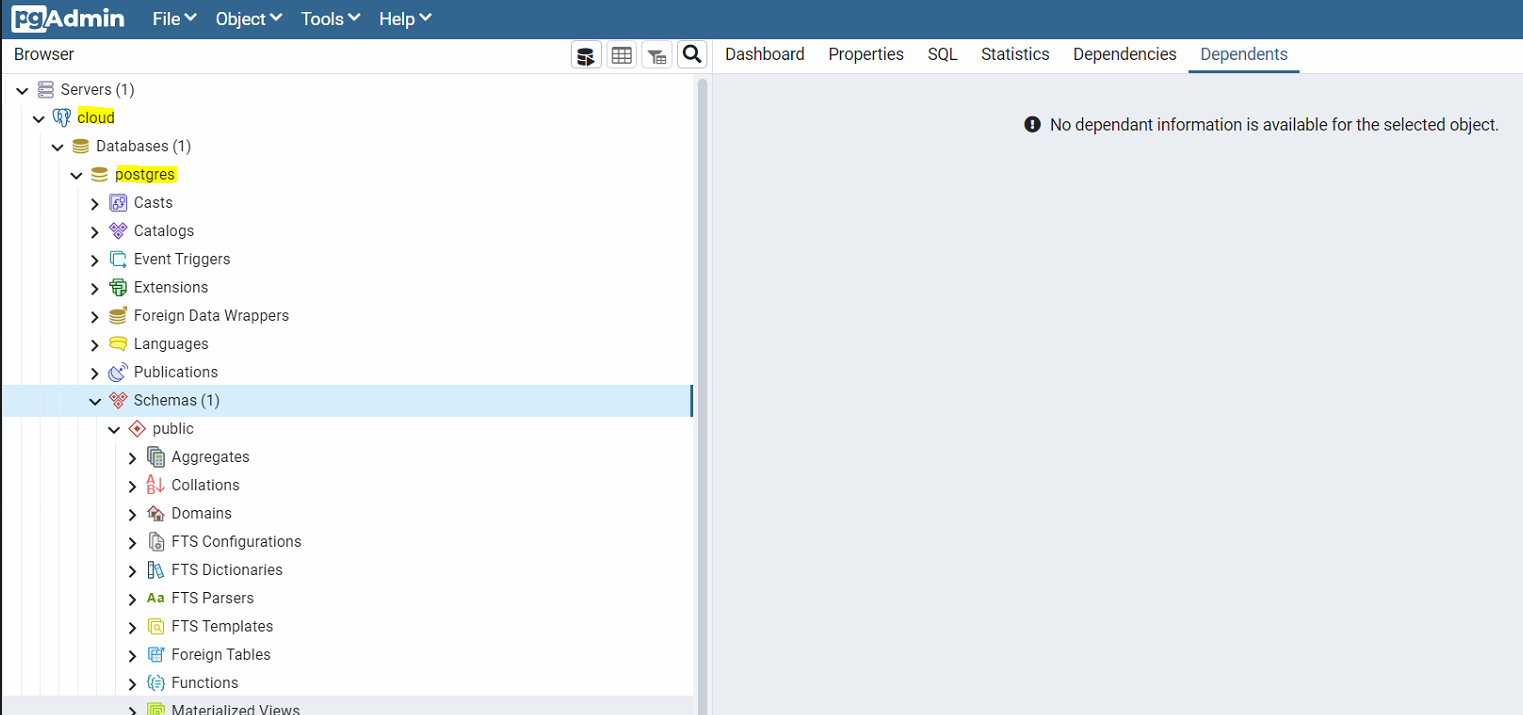 pgAdmin File Object Tools Help
Browser
Dashboard Properties SQL Statistics Dependencies Dependents
Servers (1)
cloud
Databases (1)
postgres
Casts
Catalogs
Event Triggers
Extensions
Foreign Data Wrappers
Languages
Publications
Schemas (1)
public
Aggregates
Collations
Domains
FTS Configurations
FTS Dictionaries
Aa FTS Parsers
FTS Templates
Foreign Tables
Functions
Materialized Views
No dependant information is available for the selected object.